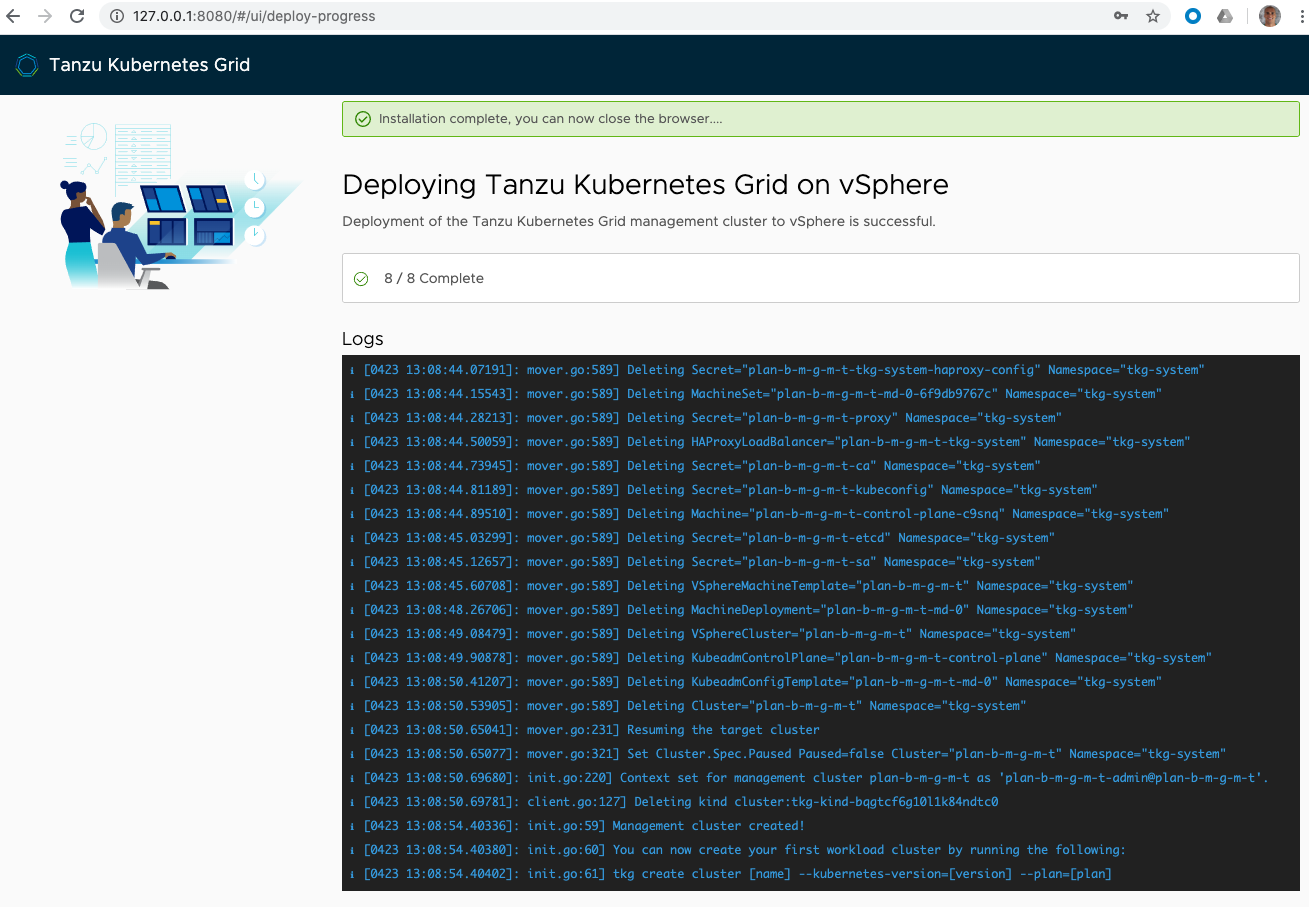 127.0.0.1:8080/#/ui/deploy-progress
Tanzu Kubernetes Grid
Installation complete, you can now close the browser....
Deploying Tanzu Kubernetes Grid on vSphere
Deployment of the Tanzu Kubernetes Grid management cluster to vSphere is successful.
8 / 8 Complete
Logs
ℹ [0423 13:08:44.07191]: mover.go:589] Deleting Secret="plan-b-m-g-m-t-tkg-system-haproxy-config" Namespace="tkg-system"
ℹ [0423 13:08:44.15543]: mover.go:589] Deleting MachineSet="plan-b-m-g-m-t-md-0-6f9db9767c" Namespace="tkg-system"
ℹ [0423 13:08:44.28213]: mover.go:589] Deleting Secret="plan-b-m-g-m-t-proxy" Namespace="tkg-system"
ℹ [0423 13:08:44.50059]: mover.go:589] Deleting HAProxyLoadBalancer="plan-b-m-g-m-t-tkg-system" Namespace="tkg-system"
ℹ [0423 13:08:44.73945]: mover.go:589] Deleting Secret="plan-b-m-g-m-t-ca" Namespace="tkg-system"
ℹ [0423 13:08:44.81189]: mover.go:589] Deleting Secret="plan-b-m-g-m-t-kubeconfig" Namespace="tkg-system"
ℹ [0423 13:08:44.89510]: mover.go:589] Deleting Machine="plan-b-m-g-m-t-control-plane-c9snq" Namespace="tkg-system"
ℹ [0423 13:08:45.03299]: mover.go:589] Deleting Secret="plan-b-m-g-m-t-etcd" Namespace="tkg-system"
ℹ [0423 13:08:45.12657]: mover.go:589] Deleting Secret="plan-b-m-g-m-t-sa" Namespace="tkg-system"
ℹ [0423 13:08:45.60708]: mover.go:589] Deleting VSphereMachineTemplate="plan-b-m-g-m-t" Namespace="tkg-system"
ℹ [0423 13:08:48.26706]: mover.go:589] Deleting MachineDeployment="plan-b-m-g-m-t-md-0" Namespace="tkg-system"
ℹ [0423 13:08:49.08479]: mover.go:589] Deleting VSphereCluster="plan-b-m-g-m-t" Namespace="tkg-system"
ℹ [0423 13:08:49.90878]: mover.go:589] Deleting KubeadmControlPlane="plan-b-m-g-m-t-control-plane" Namespace="tkg-system"
ℹ [0423 13:08:50.41207]: mover.go:589] Deleting KubeadmConfigTemplate="plan-b-m-g-m-t-md-0" Namespace="tkg-system"
ℹ [0423 13:08:50.53905]: mover.go:589] Deleting Cluster="plan-b-m-g-m-t" Namespace="tkg-system"
ℹ [0423 13:08:50.65041]: mover.go:231] Resuming the target cluster
ℹ [0423 13:08:50.65077]: mover.go:321] Set Cluster.Spec.Paused Paused=false Cluster="plan-b-m-g-m-t" Namespace="tkg-system"
ℹ [0423 13:08:50.69680]: init.go:220] Context set for management cluster plan-b-m-g-m-t as 'plan-b-m-g-m-t-admin@plan-b-m-g-m-t'.
ℹ [0423 13:08:50.69781]: client.go:127] Deleting kind cluster:tkg-kind-bqgtcf6g10l1k84ndtc0
ℹ [0423 13:08:54.40336]: init.go:59] Management cluster created!
ℹ [0423 13:08:54.40380]: init.go:60] You can now create your first workload cluster by running the following:
ℹ [0423 13:08:54.40402]: init.go:61] tkg create cluster [name] --kubernetes-version=[version] --plan=[plan]